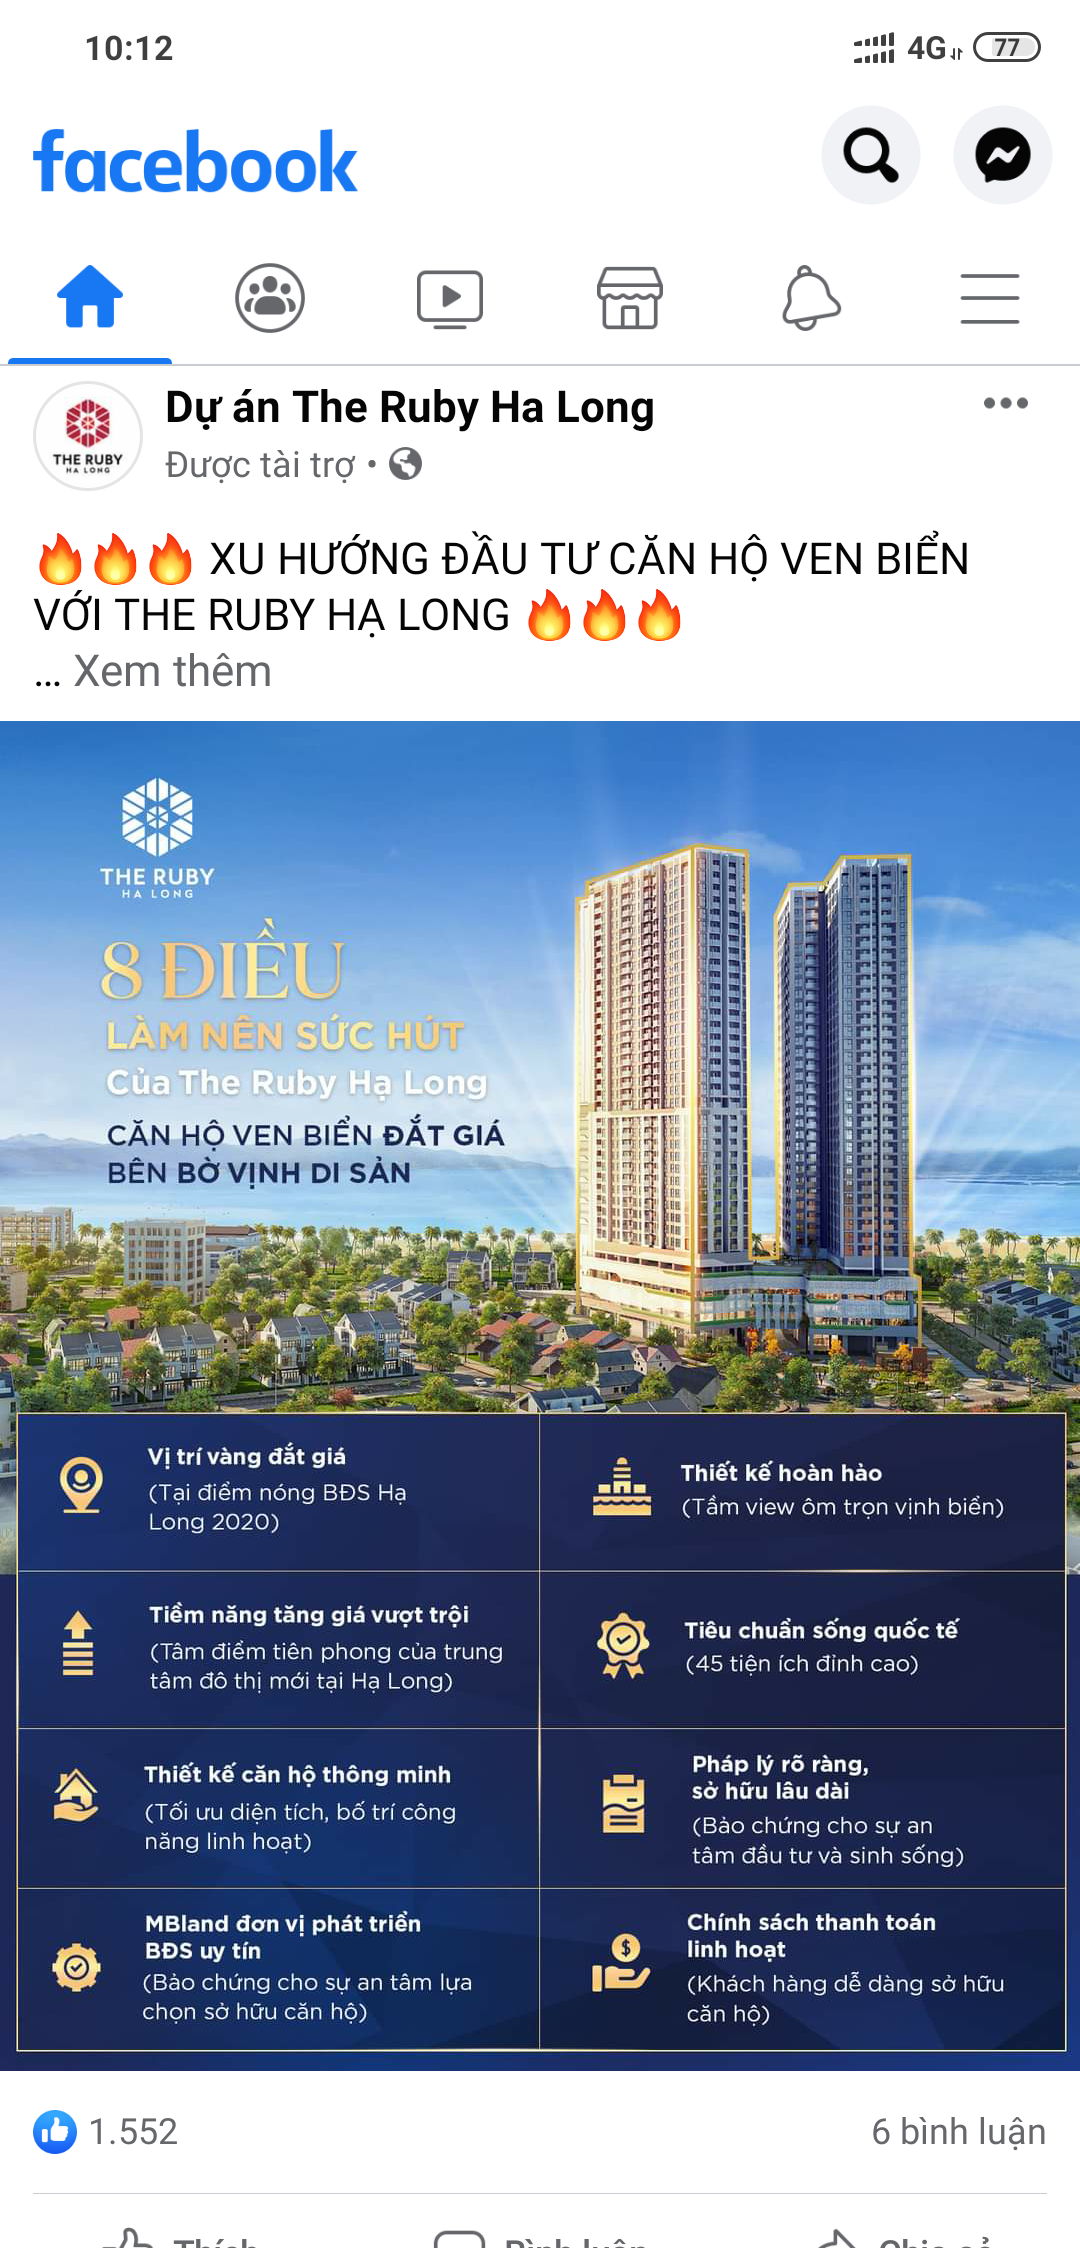 10:12
4G 77
facebook
Dự án The Ruby Ha Long
THE RUBY
HA LONG
Được tài trợ •
🔥🔥🔥 XU HƯỚNG ĐẦU TƯ CĂN HỘ VEN BIỂN
VỚI THE RUBY HẠ LONG 🔥🔥🔥
... Xem thêm
THE RUBY
HA LONG
8 ĐIỀU
LÀM NÊN SỨC HÚT
Của The Ruby Hạ Long
CĂN HỘ VEN BIỂN ĐẮT GIÁ
BÊN BỜ VỊNH DI SẢN
Vị trí vàng đắt giá
(Tại điểm nóng BĐS Hạ
Long 2020)
Thiết kế hoàn hảo
(Tầm view ôm trọn vịnh biển)
Tiềm năng tăng giá vượt trội
(Tâm điểm tiên phong của trung
tâm đô thị mới tại Hạ Long)
Tiêu chuẩn sống quốc tế
(45 tiện ích đỉnh cao)
Thiết kế căn hộ thông minh
(Tối ưu diện tích, bố trí công
năng linh hoạt)
Pháp lý rõ ràng,
sở hữu lâu dài
(Bảo chứng cho sự an
tâm đầu tư và sinh sống)
MBland đơn vị phát triển
BĐS uy tín
(Bảo chứng cho sự an tâm lựa
chọn sở hữu căn hộ)
Chính sách thanh toán
linh hoạt
(Khách hàng dễ dàng sở hữu
căn hộ)
1.552
6 bình luận
Thích
Bình luận
Chia sẻ